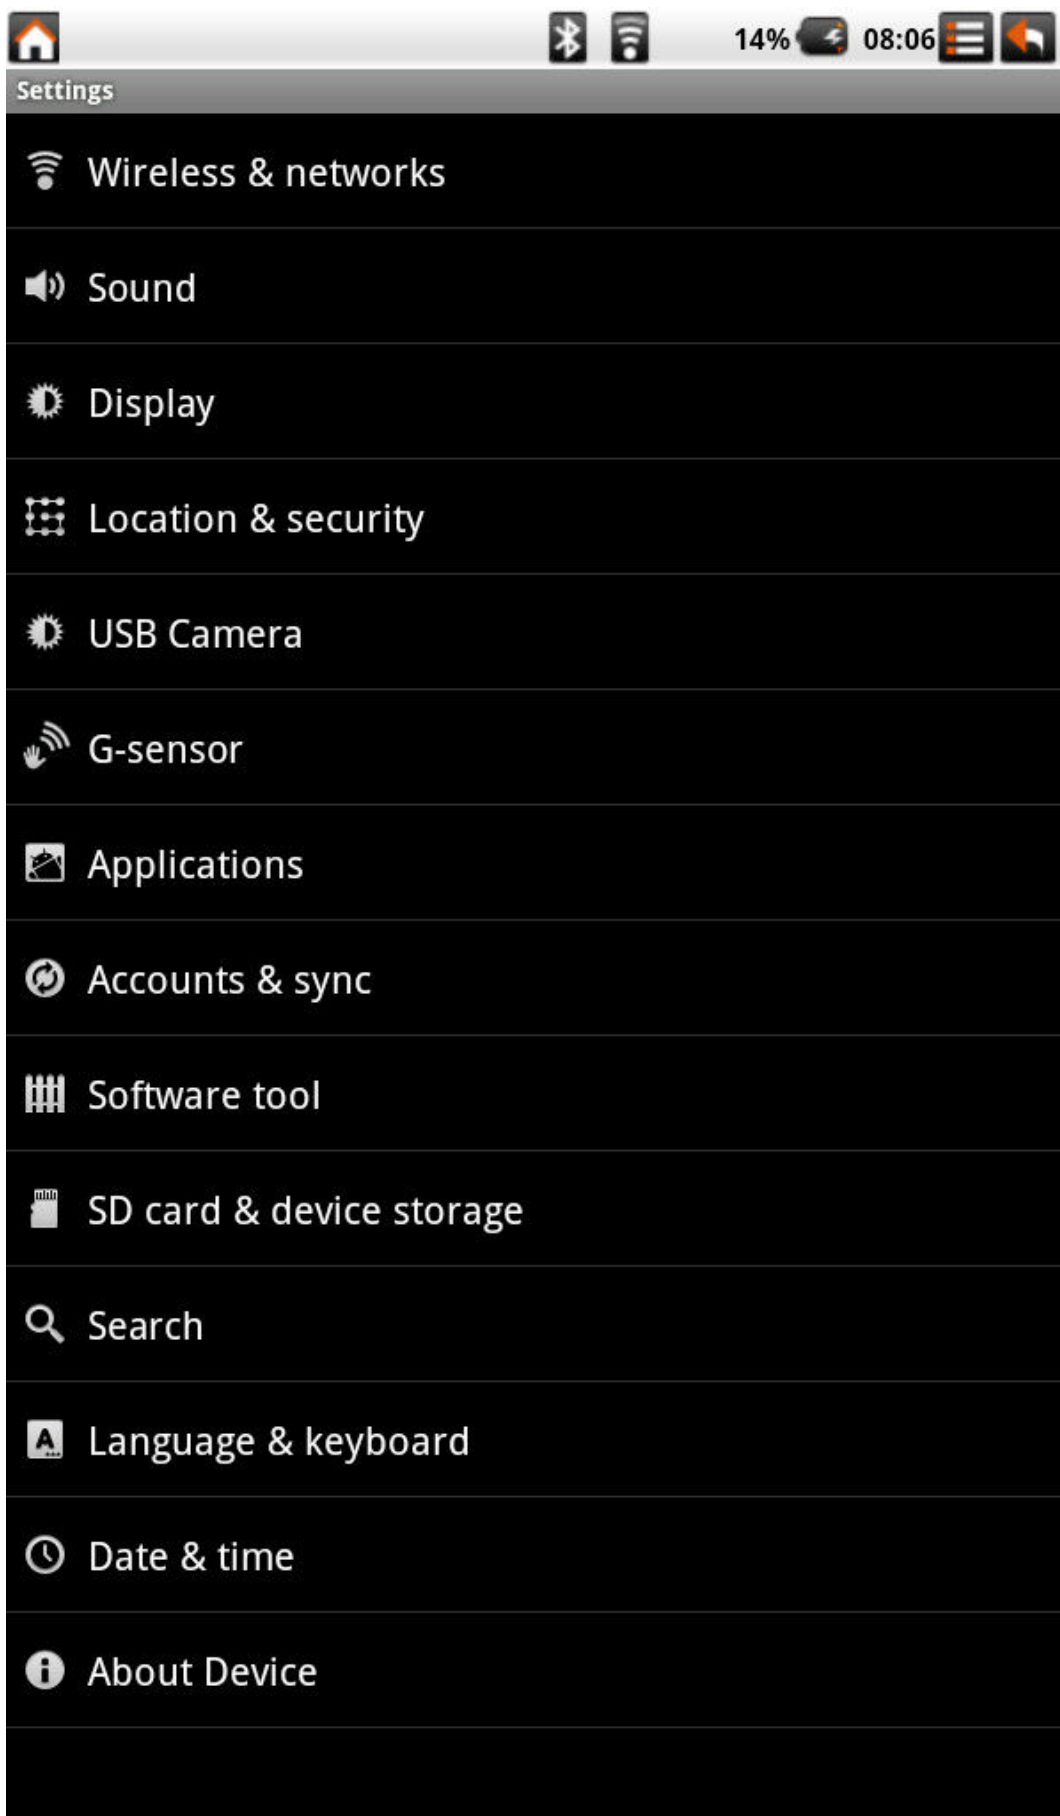 14% 08:06
Settings
Wireless & networks
Sound
Display
Location & security
USB Camera
G-sensor
Applications
Accounts & sync
Software tool
SD card & device storage
Search
Language & keyboard
Date & time
About Device